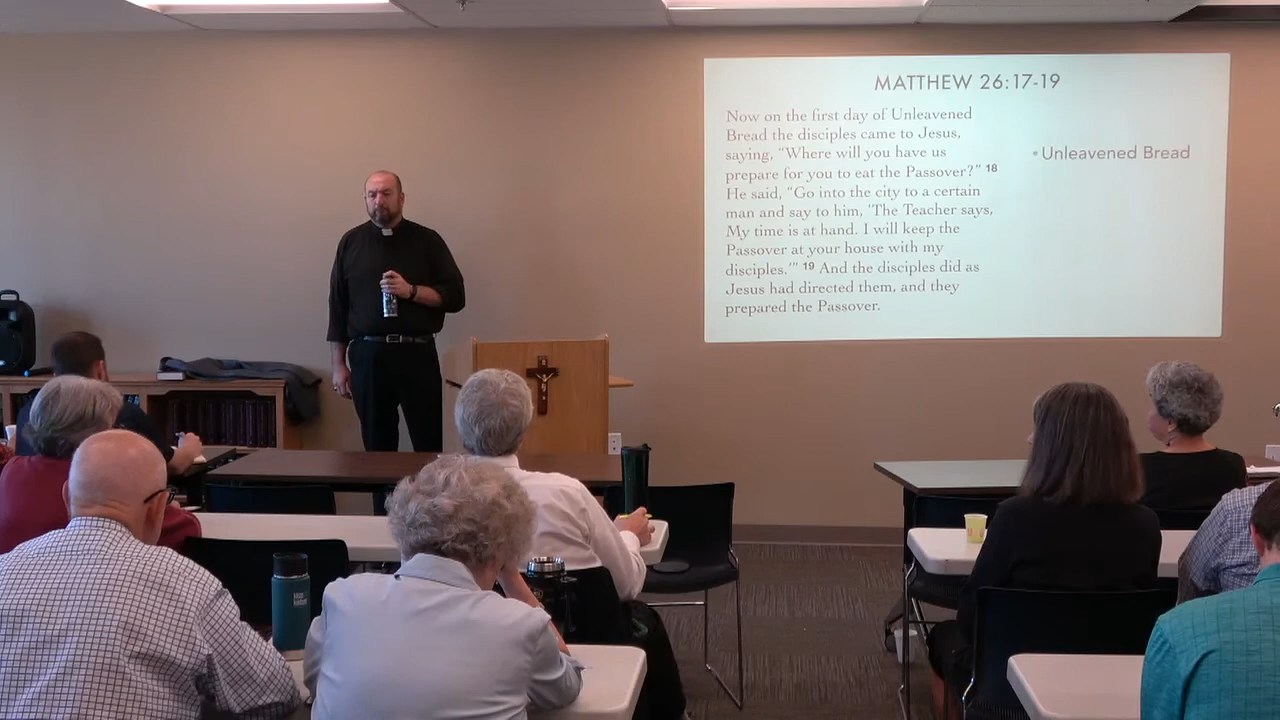 MATTHEW 26:17-19
Now on the first day of Unleavened
Bread the disciples came to Jesus,
saying, “Where will you have us
prepare for you to eat the Passover?” 18
He said, “Go into the city to a certain
man and say to him, ‘The Teacher says,
My time is at hand. I will keep the
Passover at your house with my
disciples.’” 19 And the disciples did as
Jesus had directed them, and they
prepared the Passover.
• Unleavened Bread